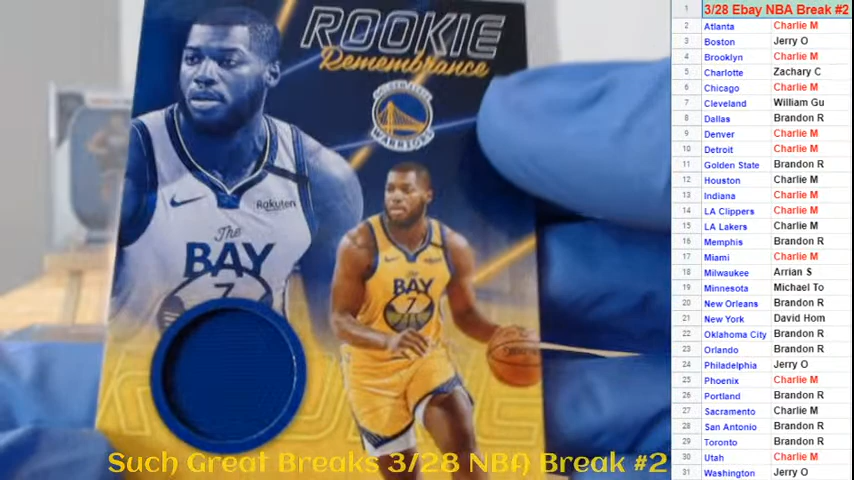 ROOKIE
Remembrance
GOLDEN STATE
WARRIORS
Rakuten
The
BAY
7
BAY
7
Such Great Breaks 3/28 NBA Break #2
1 3/28 Ebay NBA Break #2
2 Atlanta Charlie M
3 Boston Jerry O
4 Brooklyn Charlie M
5 Charlotte Zachary C
6 Chicago Charlie M
7 Cleveland William Gu
8 Dallas Brandon R
9 Denver Charlie M
10 Detroit Charlie M
11 Golden State Brandon R
12 Houston Charlie M
13 Indiana Charlie M
14 LA Clippers Charlie M
15 LA Lakers Charlie M
16 Memphis Brandon R
17 Miami Charlie M
18 Milwaukee Arrian S
19 Minnesota Michael To
20 New Orleans Brandon R
21 New York David Hom
22 Oklahoma City Brandon R
23 Orlando Brandon R
24 Philadelphia Jerry O
25 Phoenix Charlie M
26 Portland Brandon R
27 Sacramento Charlie M
28 San Antonio Brandon R
29 Toronto Brandon R
30 Utah Charlie M
31 Washington Jerry O